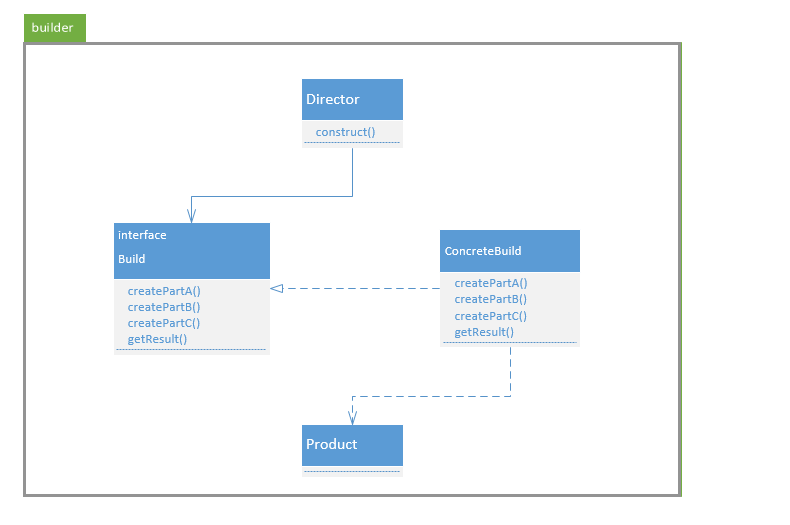 builder
Director
construct()
interface
Build
createPartA()
createPartB()
createPartC()
getResult()
ConcreteBuild
createPartA()
createPartB()
createPartC()
getResult()
Product